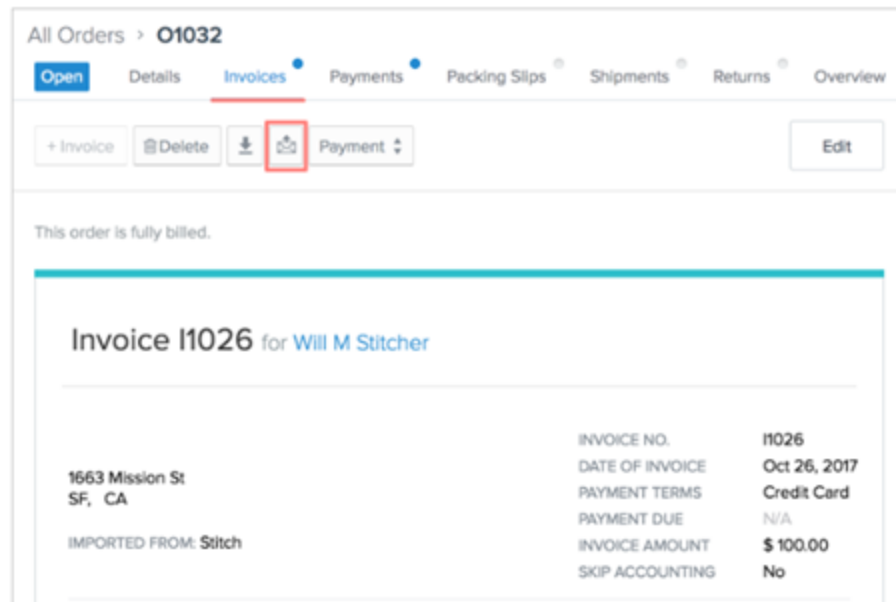 All Orders > O1032
Open Details Invoices Payments Packing Slips Shipments Returns Overview
+ Invoice Delete Payment Edit
This order is fully billed.
Invoice I1026 for Will M Stitcher
INVOICE NO. I1026
DATE OF INVOICE Oct 26, 2017
1663 Mission St
SF, CA
PAYMENT TERMS Credit Card
PAYMENT DUE N/A
IMPORTED FROM: Stitch
INVOICE AMOUNT $ 100.00
SKIP ACCOUNTING No